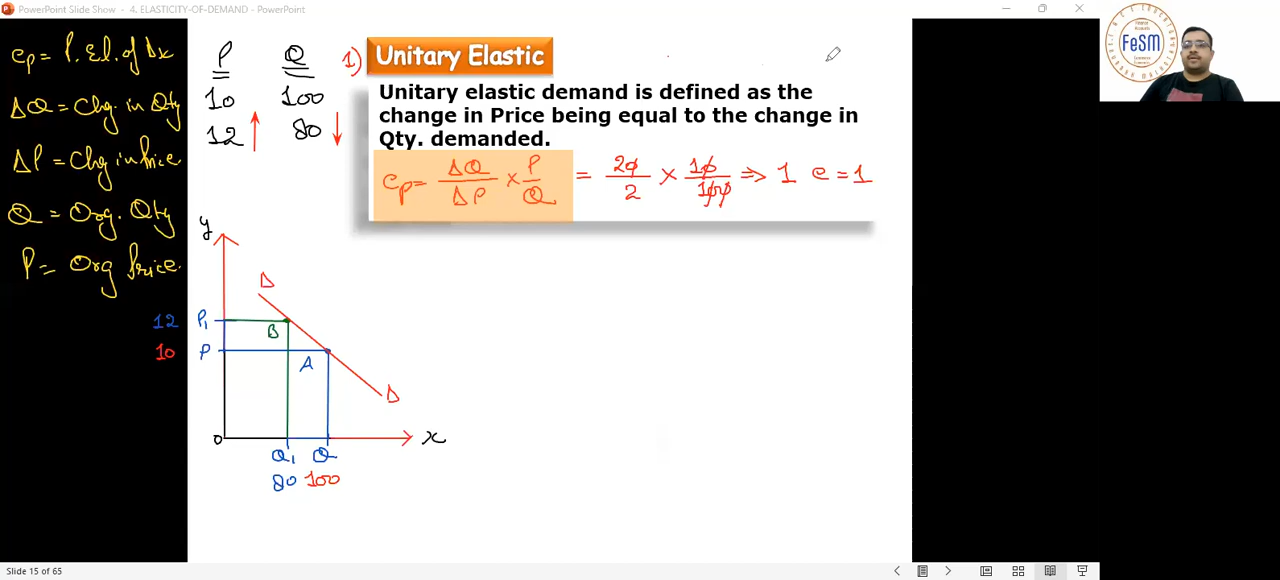 PowerPoint Slide Show - 4. ELASTICITY-OF-DEMAND - PowerPoint
ep = P. El. of Dx
ΔQ = Chg. in Qty
ΔP = Chg in Price
Q = Org. Qty
P = Org Price.
P Q
10 100
12 80
1) Unitary Elastic
Unitary elastic demand is defined as the
change in Price being equal to the change in
Qty. demanded.
ep = ΔQ/ΔP × P/Q = 20/2 × 10/100 ⇒ 1 e = 1
y
D
12 P1 B
10 P A
D
O x
Q1 Q
80 100
FeSM
Slide 15 of 65